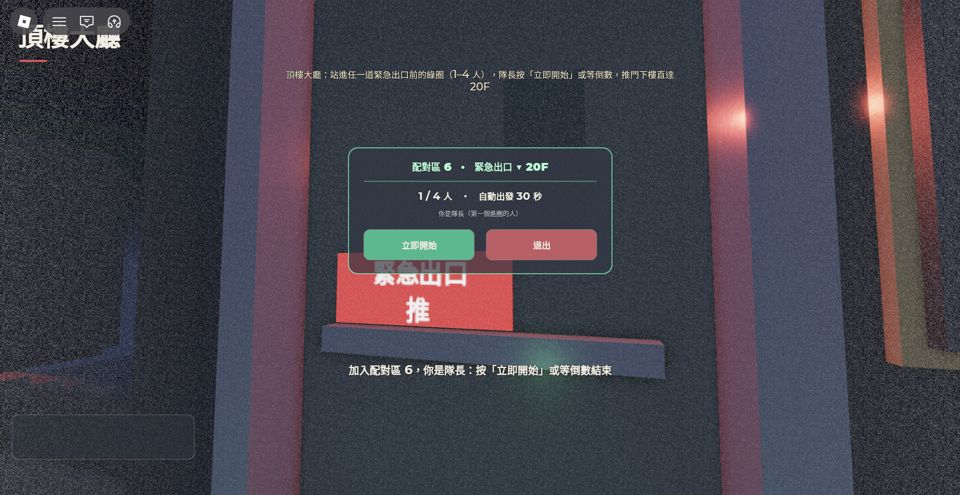 頂樓大廳
頂樓大廳：站進任一道緊急出口前的綠圈（1–4 人），隊長按「立即開始」或等倒數，推門下樓直達
20F
配對區 6 • 緊急出口 ▼ 20F
1 / 4 人 · 自動出發 30 秒
你是隊長（第一個進圈的人）
立即開始
退出
緊急出口
推
加入配對區 6，你是隊長：按「立即開始」或等倒數結束